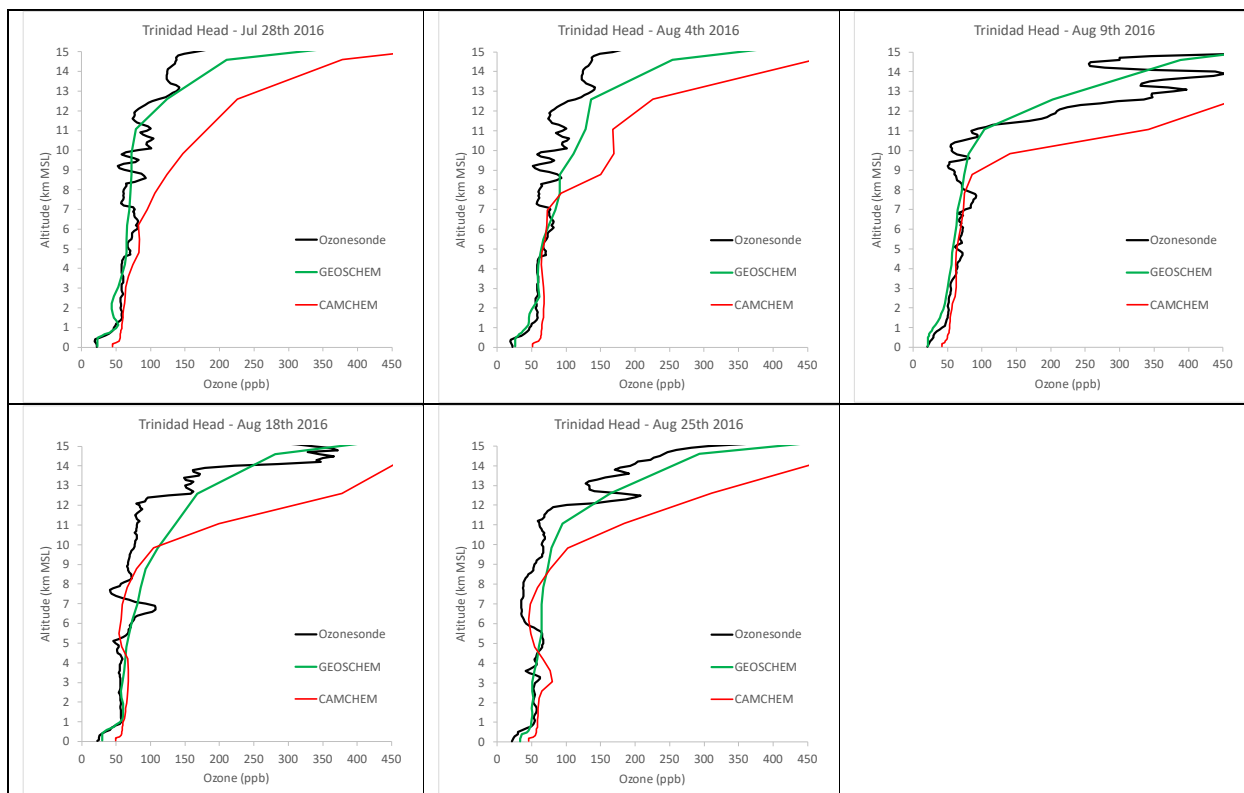 Trinidad Head - Jul 28th 2016
15
14
13
12
11
10
9
8
7
6
5
4
3
2
1
0
Altitude (km MSL)
Ozonesonde
GEOSCHEM
CAMCHEM
0 50 100 150 200 250 300 350 400 450
Ozone (ppb)
Trinidad Head - Aug 4th 2016
15
14
13
12
11
10
9
8
7
6
5
4
3
2
1
0
Altitude (km MSL)
Ozonesonde
GEOSCHEM
CAMCHEM
0 50 100 150 200 250 300 350 400 450
Ozone (ppb)
Trinidad Head - Aug 9th 2016
15
14
13
12
11
10
9
8
7
6
5
4
3
2
1
0
Altitude (km MSL)
Ozonesonde
GEOSCHEM
CAMCHEM
0 50 100 150 200 250 300 350 400 450
Ozone (ppb)
Trinidad Head - Aug 18th 2016
15
14
13
12
11
10
9
8
7
6
5
4
3
2
1
0
Altitude (km MSL)
Ozonesonde
GEOSCHEM
CAMCHEM
0 50 100 150 200 250 300 350 400 450
Ozone (ppb)
Trinidad Head - Aug 25th 2016
15
14
13
12
11
10
9
8
7
6
5
4
3
2
1
0
Altitude (km MSL)
Ozonesonde
GEOSCHEM
CAMCHEM
0 50 100 150 200 250 300 350 400 450
Ozone (ppb)